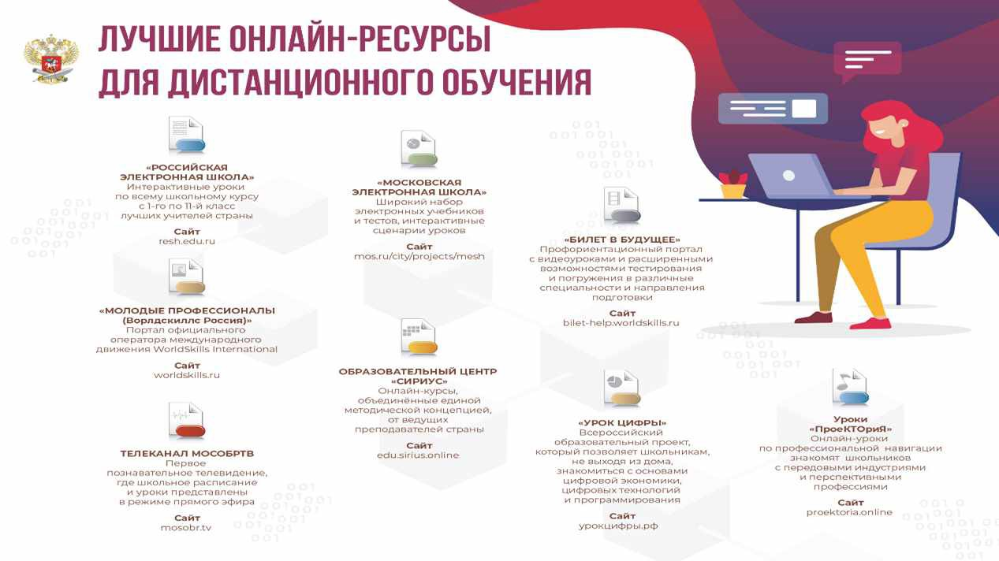 ЛУЧШИЕ ОНЛАЙН-РЕСУРСЫ
ДЛЯ ДИСТАНЦИОННОГО ОБУЧЕНИЯ
«РОССИЙСКАЯ
ЭЛЕКТРОННАЯ ШКОЛА»
Интерактивные уроки
по всему школьному курсу
с 1-го по 11-й класс
лучших учителей страны
Сайт
resh.edu.ru
«МОЛОДЫЕ ПРОФЕССИОНАЛЫ
(Ворлдскиллс Россия)»
Портал официального
оператора международного
движения WorldSkills International
Сайт
worldskills.ru
ТЕЛЕКАНАЛ МОСОБРТВ
Первое
познавательное телевидение,
где школьное расписание
и уроки представлены
в режиме прямого эфира
Сайт
mosobr.tv
«МОСКОВСКАЯ
ЭЛЕКТРОННАЯ ШКОЛА»
Широкий набор
электронных учебников
и тестов, интерактивные
сценарии уроков
Сайт
mos.ru/city/projects/mesh
ОБРАЗОВАТЕЛЬНЫЙ ЦЕНТР
«СИРИУС»
Онлайн-курсы,
объединённые единой
методической концепцией,
от ведущих
преподавателей страны
Сайт
edu.sirius.online
«БИЛЕТ В БУДУЩЕЕ»
Профориентационный портал
с видеоуроками и расширенными
возможностями тестирования
и погружения в различные
специальности и направления
подготовки
Сайт
bilet-help.worldskills.ru
«УРОК ЦИФРЫ»
Всероссийский
образовательный проект,
который позволяет школьникам,
не выходя из дома,
знакомиться с основами
цифровой экономики,
цифровых технологий
и программирования
Сайт
урокцифры.рф
Уроки
«ПроеКТОриЯ»
Онлайн-уроки
по профессиональной навигации
знакомят школьников
с передовыми индустриями
и перспективными
профессиями
Сайт
proektoria.online